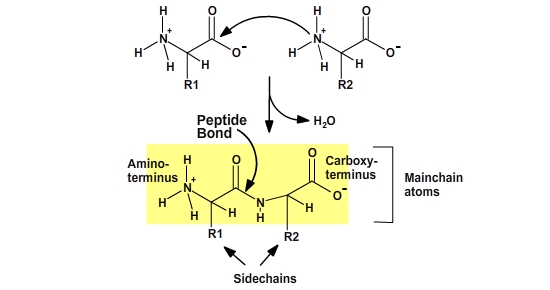 H O H O
H N+ O- H N+ O-
H H H H
R1 R2
H2O
Peptide
Bond
Amino-
terminus
Carboxy-
terminus
H O O
H N+ H N H O-
H H
R1 R2
Mainchain
atoms
Sidechains